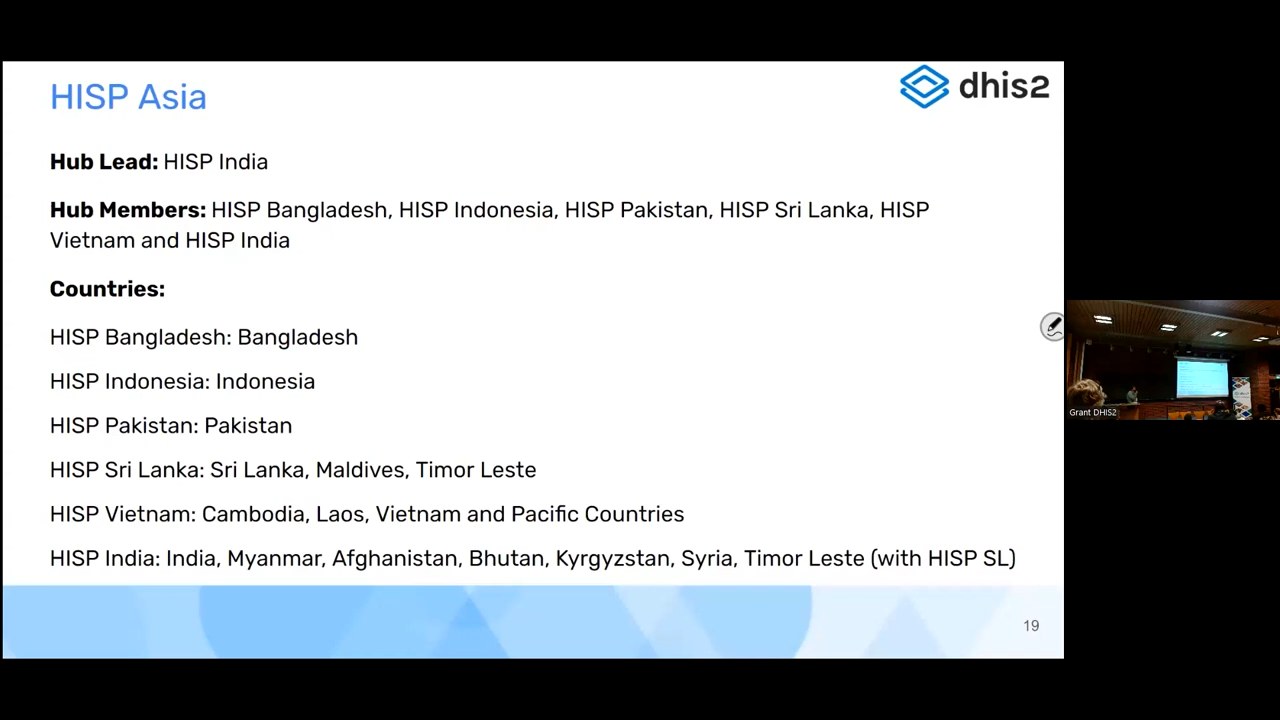 HISP Asia
dhis2
Hub Lead: HISP India
Hub Members: HISP Bangladesh, HISP Indonesia, HISP Pakistan, HISP Sri Lanka, HISP
Vietnam and HISP India
Countries:
HISP Bangladesh: Bangladesh
HISP Indonesia: Indonesia
HISP Pakistan: Pakistan
HISP Sri Lanka: Sri Lanka, Maldives, Timor Leste
HISP Vietnam: Cambodia, Laos, Vietnam and Pacific Countries
HISP India: India, Myanmar, Afghanistan, Bhutan, Kyrgyzstan, Syria, Timor Leste (with HISP SL)
19
Grant DHIS2